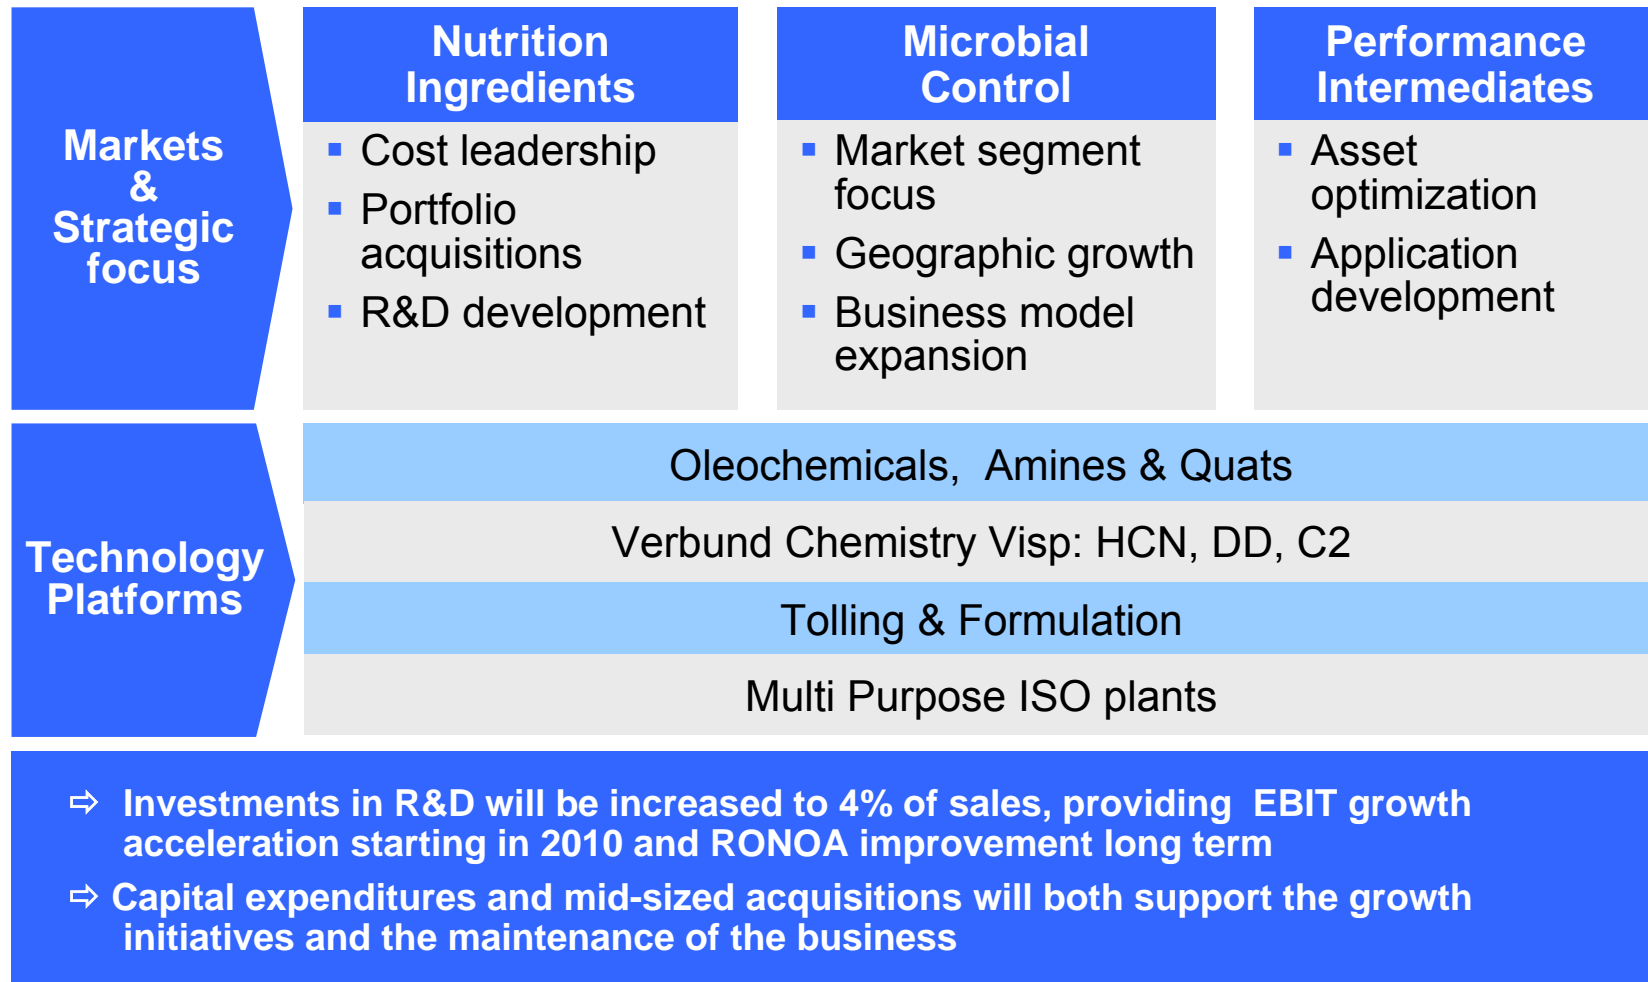 Markets
&
Strategic
focus
Nutrition
Ingredients
▪ Cost leadership
▪ Portfolio
acquisitions
▪ R&D development
Microbial
Control
▪ Market segment
focus
▪ Geographic growth
▪ Business model
expansion
Performance
Intermediates
▪ Asset
optimization
▪ Application
development
Technology
Platforms
Oleochemicals,  Amines & Quats
Verbund Chemistry Visp: HCN, DD, C2
Tolling & Formulation
Multi Purpose ISO plants
⇨ Investments in R&D will be increased to 4% of sales, providing  EBIT growth
acceleration starting in 2010 and RONOA improvement long term
⇨ Capital expenditures and mid-sized acquisitions will both support the growth
initiatives and the maintenance of the business